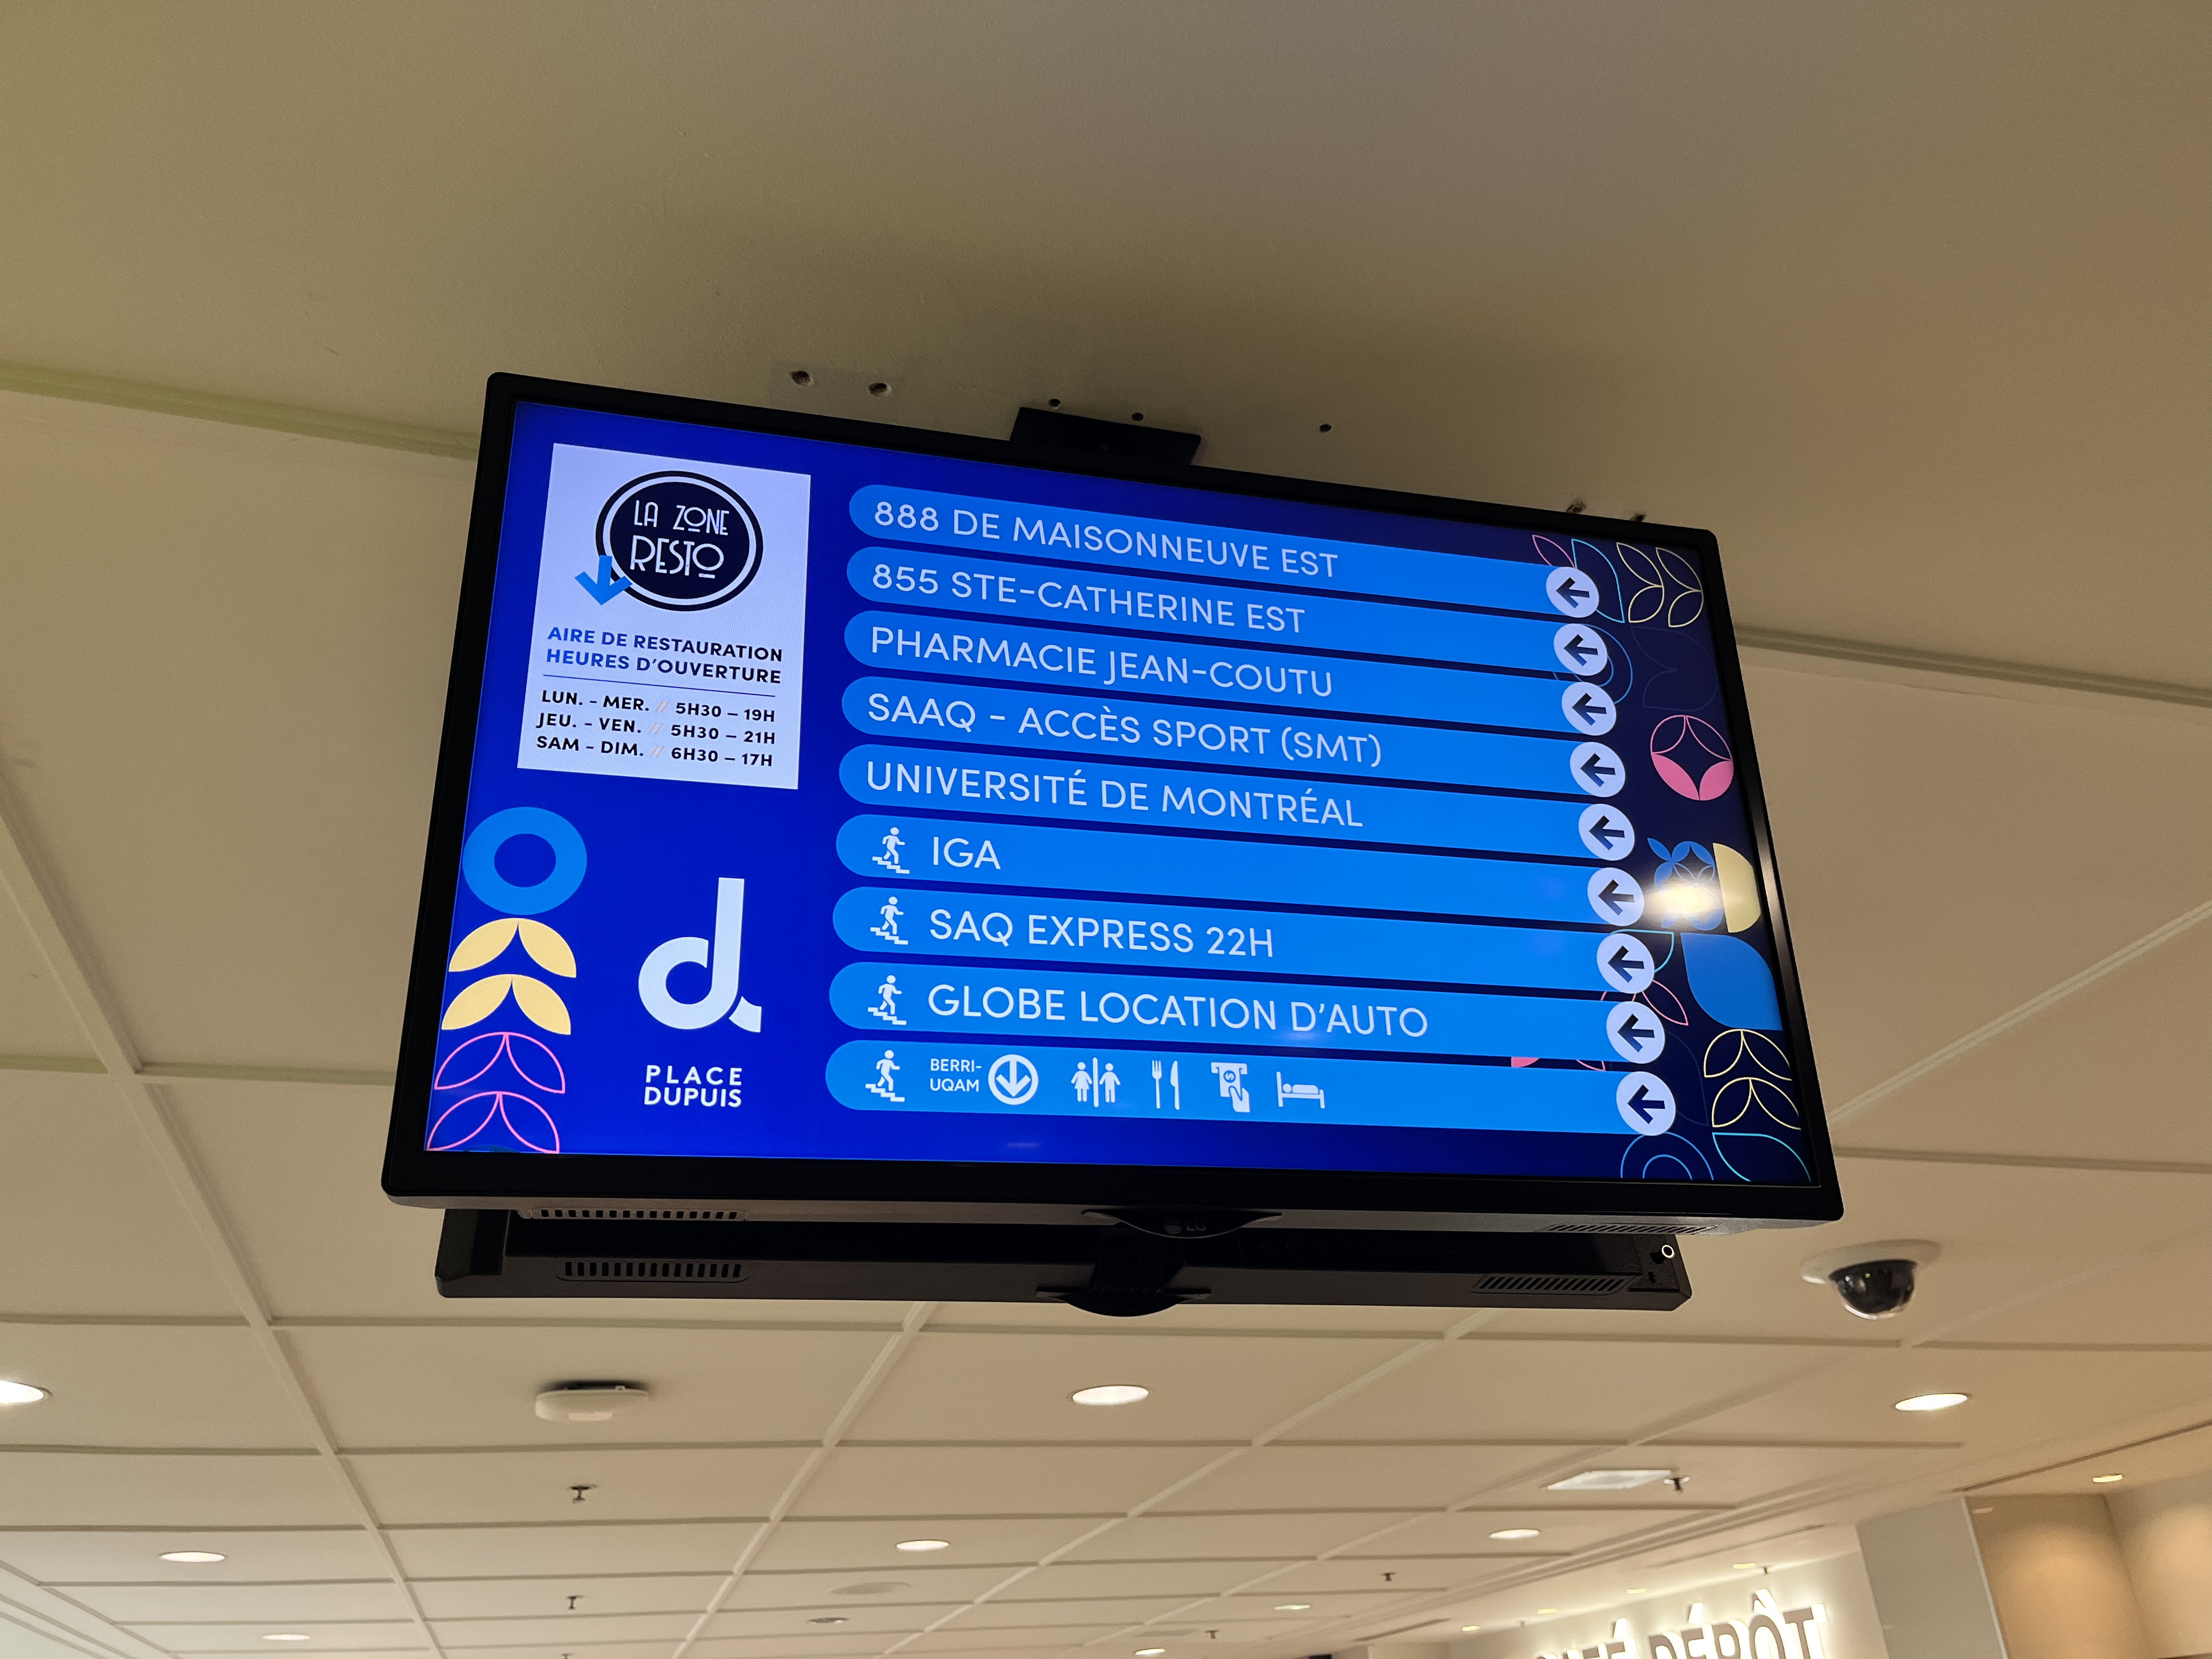 LA ZONE
RESTO
AIRE DE RESTAURATION
HEURES D'OUVERTURE
LUN. - MER. // 5H30 – 19H
JEU. - VEN. // 5H30 – 21H
SAM - DIM. // 6H30 – 17H
d
PLACE
DUPUIS
888 DE MAISONNEUVE EST
855 STE-CATHERINE EST
PHARMACIE JEAN-COUTU
SAAQ - ACCÈS SPORT (SMT)
UNIVERSITÉ DE MONTRÉAL
IGA
SAQ EXPRESS 22H
GLOBE LOCATION D'AUTO
BERRI-
UQAM
LG